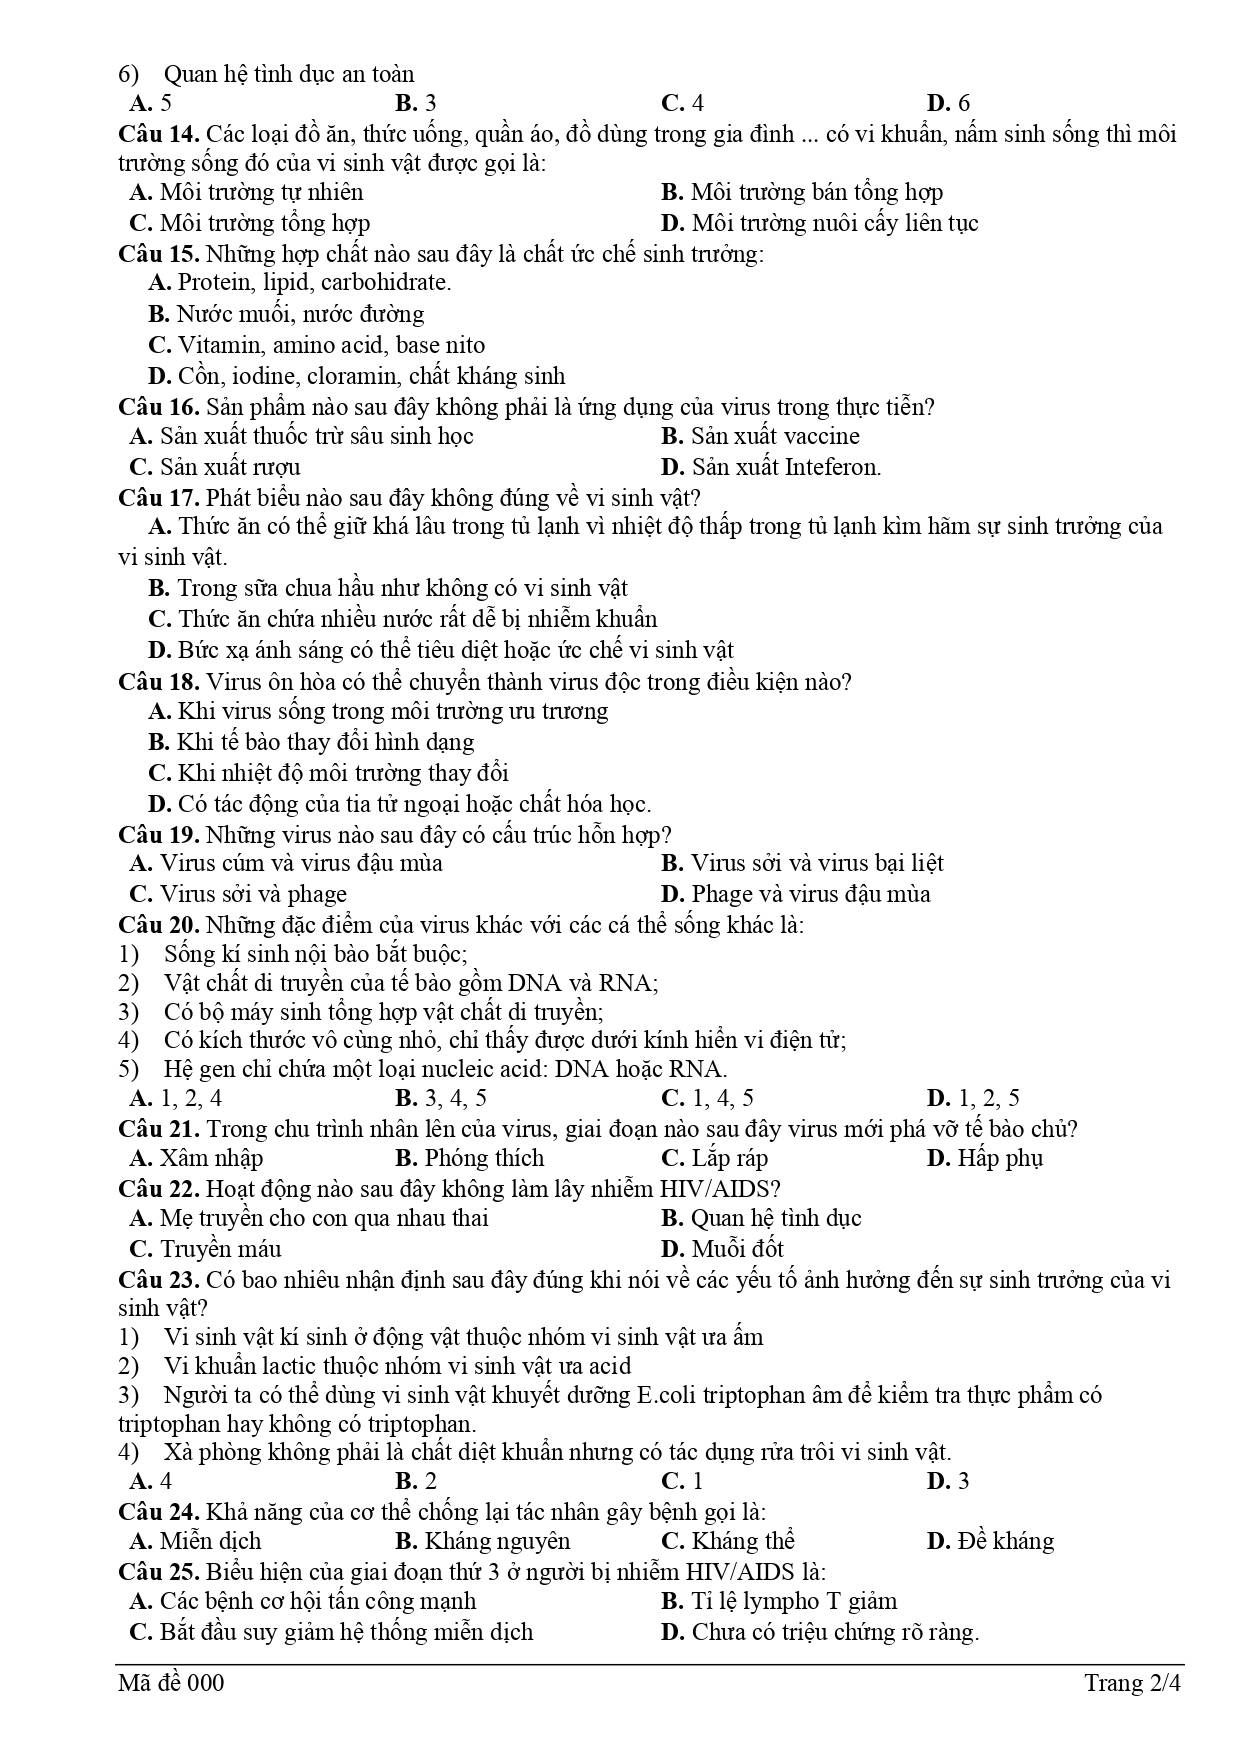 6) Quan hệ tình dục an toàn
A. 5 B. 3 C. 4 D. 6
Câu 14. Các loại đồ ăn, thức uống, quần áo, đồ dùng trong gia đình ... có vi khuẩn, nấm sinh sống thì môi
trường sống đó của vi sinh vật được gọi là:
A. Môi trường tự nhiên B. Môi trường bán tổng hợp
C. Môi trường tổng hợp D. Môi trường nuôi cấy liên tục
Câu 15. Những hợp chất nào sau đây là chất ức chế sinh trưởng:
A. Protein, lipid, carbohidrate.
B. Nước muối, nước đường
C. Vitamin, amino acid, base nito
D. Cồn, iodine, cloramin, chất kháng sinh
Câu 16. Sản phẩm nào sau đây không phải là ứng dụng của virus trong thực tiễn?
A. Sản xuất thuốc trừ sâu sinh học B. Sản xuất vaccine
C. Sản xuất rượu D. Sản xuất Inteferon.
Câu 17. Phát biểu nào sau đây không đúng về vi sinh vật?
A. Thức ăn có thể giữ khá lâu trong tủ lạnh vì nhiệt độ thấp trong tủ lạnh kìm hãm sự sinh trưởng của
vi sinh vật.
B. Trong sữa chua hầu như không có vi sinh vật
C. Thức ăn chứa nhiều nước rất dễ bị nhiễm khuẩn
D. Bức xạ ánh sáng có thể tiêu diệt hoặc ức chế vi sinh vật
Câu 18. Virus ôn hòa có thể chuyển thành virus độc trong điều kiện nào?
A. Khi virus sống trong môi trường ưu trương
B. Khi tế bào thay đổi hình dạng
C. Khi nhiệt độ môi trường thay đổi
D. Có tác động của tia tử ngoại hoặc chất hóa học.
Câu 19. Những virus nào sau đây có cấu trúc hỗn hợp?
A. Virus cúm và virus đậu mùa B. Virus sởi và virus bại liệt
C. Virus sởi và phage D. Phage và virus đậu mùa
Câu 20. Những đặc điểm của virus khác với các cá thể sống khác là:
1) Sống kí sinh nội bào bắt buộc;
2) Vật chất di truyền của tế bào gồm DNA và RNA;
3) Có bộ máy sinh tổng hợp vật chất di truyền;
4) Có kích thước vô cùng nhỏ, chỉ thấy được dưới kính hiển vi điện tử;
5) Hệ gen chỉ chứa một loại nucleic acid: DNA hoặc RNA.
A. 1, 2, 4 B. 3, 4, 5 C. 1, 4, 5 D. 1, 2, 5
Câu 21. Trong chu trình nhân lên của virus, giai đoạn nào sau đây virus mới phá vỡ tế bào chủ?
A. Xâm nhập B. Phóng thích C. Lắp ráp D. Hấp phụ
Câu 22. Hoạt động nào sau đây không làm lây nhiễm HIV/AIDS?
A. Mẹ truyền cho con qua nhau thai B. Quan hệ tình dục
C. Truyền máu D. Muỗi đốt
Câu 23. Có bao nhiêu nhận định sau đây đúng khi nói về các yếu tố ảnh hưởng đến sự sinh trưởng của vi
sinh vật?
1) Vi sinh vật kí sinh ở động vật thuộc nhóm vi sinh vật ưa ấm
2) Vi khuẩn lactic thuộc nhóm vi sinh vật ưa acid
3) Người ta có thể dùng vi sinh vật khuyết dưỡng E.coli triptophan âm để kiểm tra thực phẩm có
triptophan hay không có triptophan.
4) Xà phòng không phải là chất diệt khuẩn nhưng có tác dụng rửa trôi vi sinh vật.
A. 4 B. 2 C. 1 D. 3
Câu 24. Khả năng của cơ thể chống lại tác nhân gây bệnh gọi là:
A. Miễn dịch B. Kháng nguyên C. Kháng thể D. Đề kháng
Câu 25. Biểu hiện của giai đoạn thứ 3 ở người bị nhiễm HIV/AIDS là:
A. Các bệnh cơ hội tấn công mạnh B. Tỉ lệ lympho T giảm
C. Bắt đầu suy giảm hệ thống miễn dịch D. Chưa có triệu chứng rõ ràng.
Mã đề 000 Trang 2/4